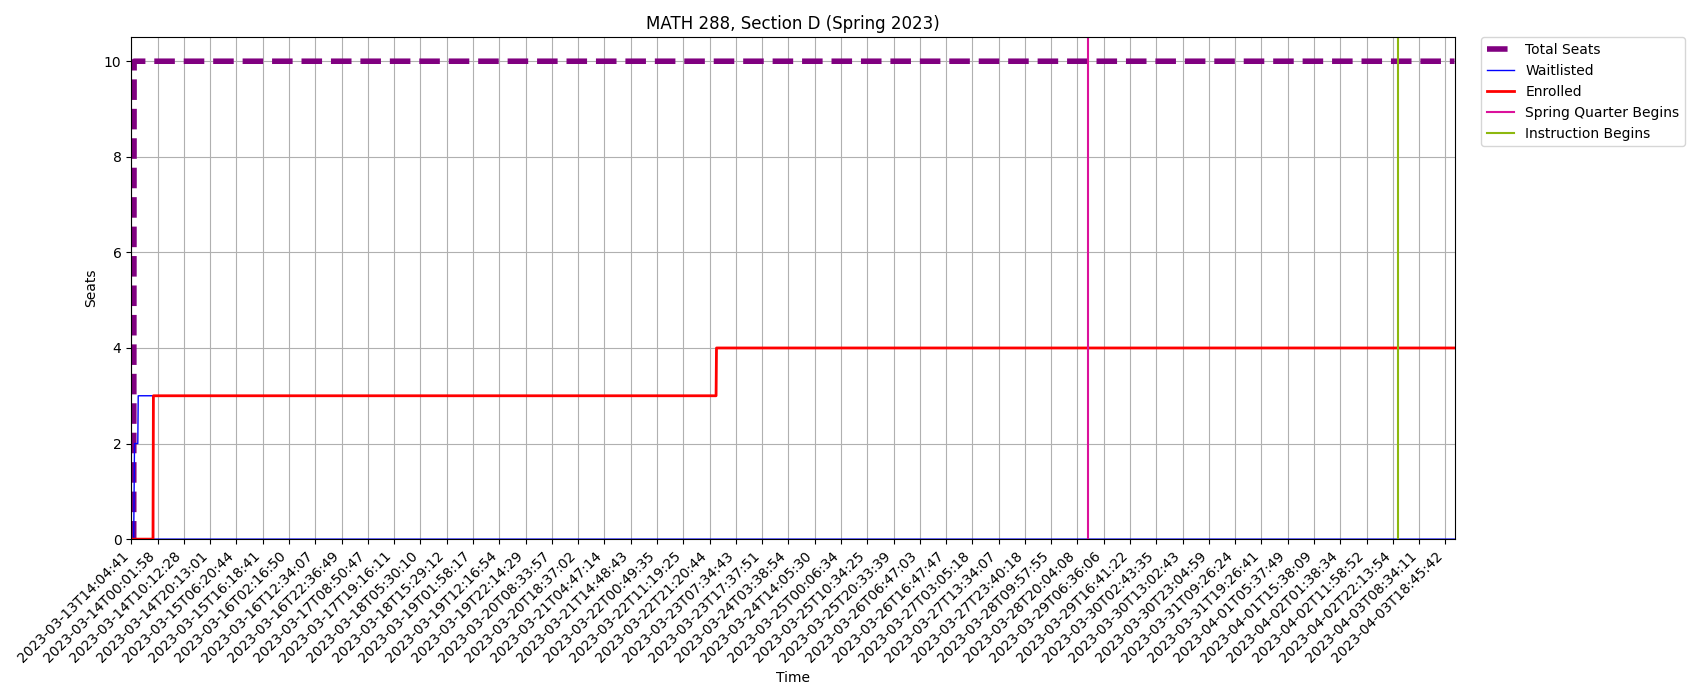 MATH 288, Section D (Spring 2023)
Total Seats
Waitlisted
Enrolled
Spring Quarter Begins
Instruction Begins
10
8
6
4
2
0
Seats
2023-03-13T14:04:41
2023-03-14T00:01:58
2023-03-14T10:12:28
2023-03-14T20:13:01
2023-03-15T06:20:44
2023-03-15T16:18:41
2023-03-16T02:16:50
2023-03-16T12:34:07
2023-03-16T22:36:49
2023-03-17T08:50:47
2023-03-17T19:16:11
2023-03-18T05:30:10
2023-03-18T15:29:12
2023-03-19T01:58:17
2023-03-19T12:16:54
2023-03-19T22:14:29
2023-03-20T08:33:57
2023-03-20T18:37:02
2023-03-21T04:47:14
2023-03-21T14:48:43
2023-03-22T00:49:35
2023-03-22T11:19:25
2023-03-22T21:20:44
2023-03-23T07:34:43
2023-03-23T17:37:51
2023-03-24T03:38:54
2023-03-24T14:05:30
2023-03-25T00:06:34
2023-03-25T10:34:25
2023-03-25T20:33:39
2023-03-26T06:47:03
2023-03-26T16:47:47
2023-03-27T03:05:18
2023-03-27T13:34:07
2023-03-27T23:40:18
2023-03-28T09:57:55
2023-03-28T20:04:08
2023-03-29T06:36:06
2023-03-29T16:41:22
2023-03-30T02:43:35
2023-03-30T13:02:43
2023-03-30T23:04:59
2023-03-31T09:26:24
2023-03-31T19:26:41
2023-04-01T05:37:49
2023-04-01T15:38:09
2023-04-02T01:38:34
2023-04-02T11:58:52
2023-04-02T22:13:54
2023-04-03T08:34:11
2023-04-03T18:45:42
Time